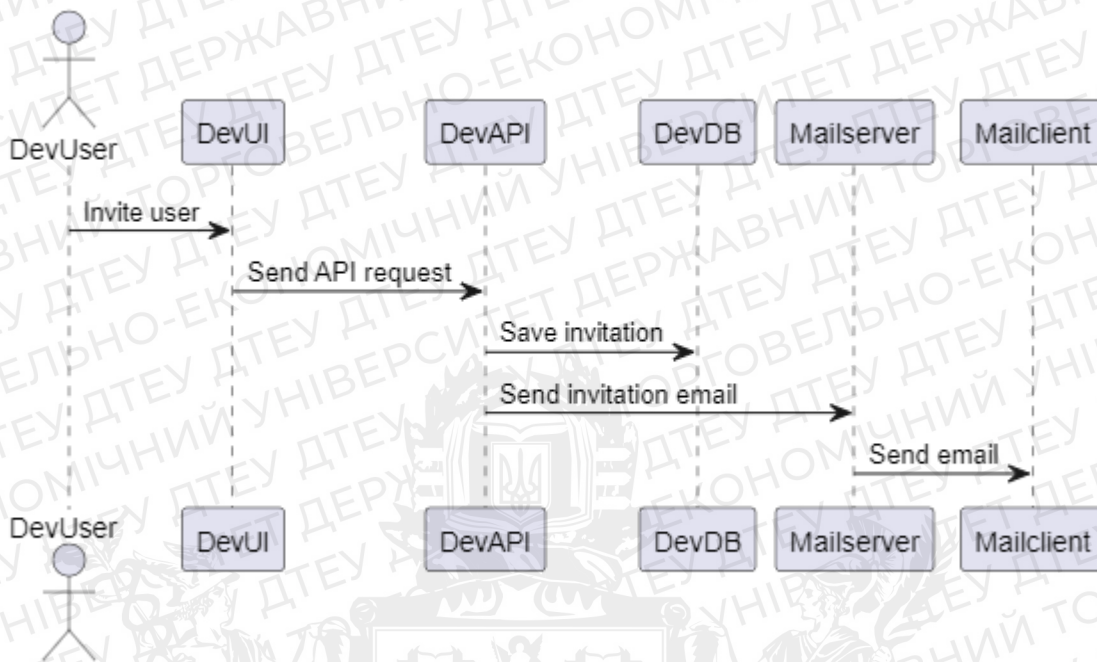 DevUser
DevUI
DevAPI
DevDB
Mailserver
Mailclient
Invite user
Send API request
Save invitation
Send invitation email
Send email
DevUser
DevUI
DevAPI
DevDB
Mailserver
Mailclient